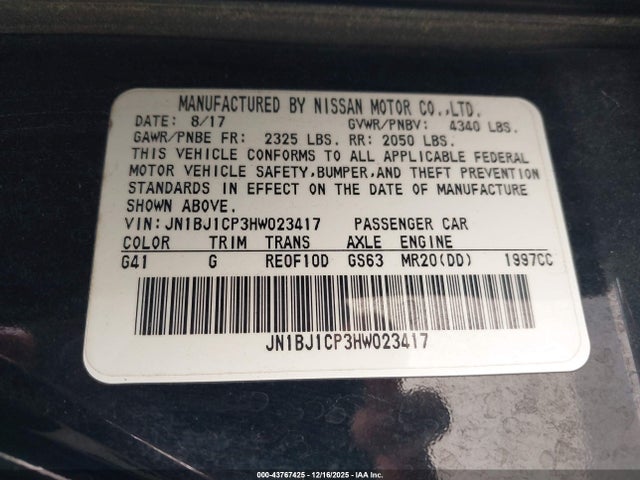 MANUFACTURED BY NISSAN MOTOR CO.,LTD.
DATE: 8/17 GVWR/PNBV: 4340 LBS.
GAWR/PNBE FR: 2325 LBS. RR: 2050 LBS.
THIS VEHICLE CONFORMS TO ALL APPLICABLE FEDERAL
MOTOR VEHICLE SAFETY,BUMPER,AND THEFT PREVENTION
STANDARDS IN EFFECT ON THE DATE OF MANUFACTURE
SHOWN ABOVE.
VIN:JN1BJ1CP3HW023417 PASSENGER CAR
COLOR TRIM TRANS AXLE ENGINE
G41 G RE0F10D GS63 MR20(DD) 1997CC
JN1BJ1CP3HW023417
000-43767425 - 12/16/2025 - IAA Inc.